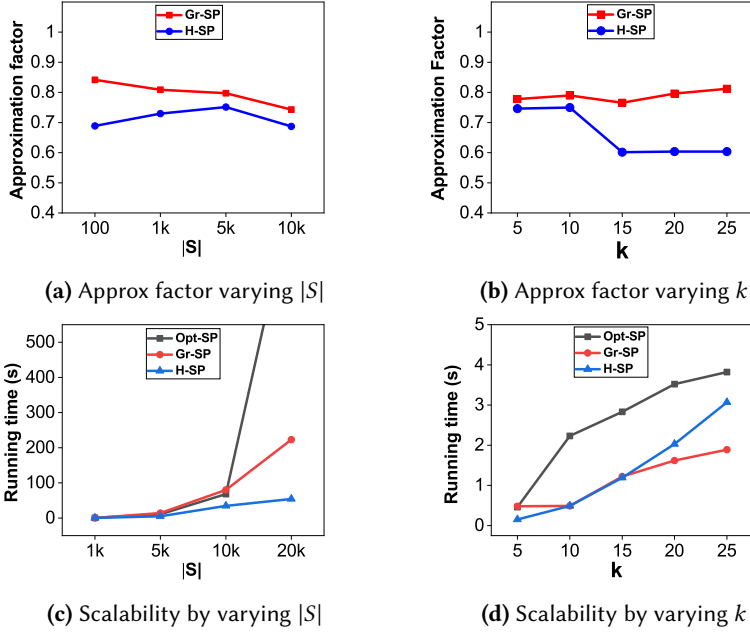 Gr-SP
H-SP
Approximation factor
1
0.9
0.8
0.7
0.6
0.5
0.4
100
1k
5k
10k
|S|
(a) Approx factor varying |S|
Gr-SP
H-SP
Approximation Factor
1
0.9
0.8
0.7
0.6
0.5
0.4
5
10
15
20
25
k
(b) Approx factor varying k
Opt-SP
Gr-SP
H-SP
Running time (s)
500
400
300
200
100
0
1k
5k
10k
20k
|S|
(c) Scalability by varying |S|
Opt-SP
Gr-SP
H-SP
Running time (s)
5
4
3
2
1
0
5
10
15
20
25
k
(d) Scalability by varying k